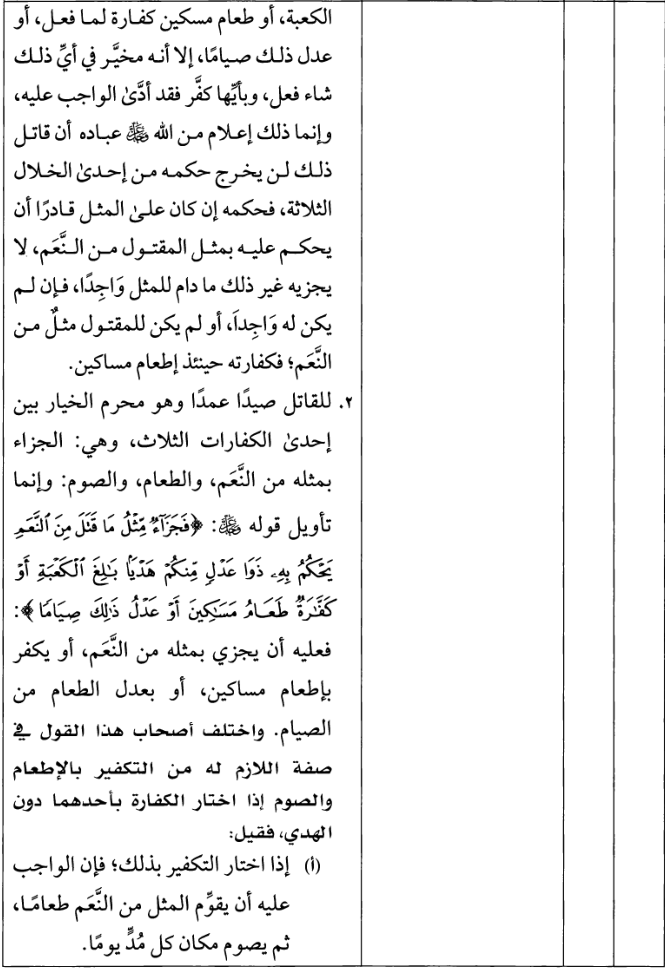 الكعبة، أو طعام مسكين كفارة لما فعل، أو
عدل ذلك صيامًا، إلا أنه مخيَّر في أيِّ ذلك
شاء فعل، وبأيِّها كفَّر فقد أدَّىٰ الواجب عليه،
وإنما ذلك إعلام من الله ﷻ عباده أن قاتل
ذلك لن يخرج حكمه من إحدىٰ الخلال
الثلاثة، فحكمه إن كان علىٰ المثل قادرًا أن
يحكم عليه بمثل المقتول من النَّعَم، لا
يجزيه غير ذلك ما دام للمثل وَاجِدًا، فإن لم
يكن له وَاجِداَ، أو لم يكن للمقتول مثلٌ من
النَّعَم؛ فكفارته حينئذ إطعام مساكين.
٢. للقاتل صيدًا عمدًا وهو محرم الخيار بين
إحدىٰ الكفارات الثلاث، وهي: الجزاء
بمثله من النَّعَم، والطعام، والصوم: وإنما
تأويل قوله ﷻ: ﴿فَجَزَآءٞ مِّثۡلُ مَا قَتَلَ مِنَ ٱلنَّعَمِ
يَحۡكُمُ بِهِۦ ذَوَا عَدۡلٖ مِّنكُمۡ هَدۡيَۢا بَٰلِغَ ٱلۡكَعۡبَةِ أَوۡ
كَفَّٰرَةٞ طَعَامُ مَسَٰكِينَ أَوۡ عَدۡلُ ذَٰلِكَ صِيَامٗا﴾:
فعليه أن يجزي بمثله من النَّعَم، أو يكفر
بإطعام مساكين، أو بعدل الطعام من
الصيام. واختلف أصحاب هذا القول في
صفة اللازم له من التكفير بالإطعام
والصوم إذا اختار الكفارة بأحدهما دون
الهدي، فقيل:
(أ) إذا اختار التكفير بذلك؛ فإن الواجب
عليه أن يقوِّم المثل من النَّعَم طعامًا،
ثم يصوم مكان كل مُدٍّ يومًا.